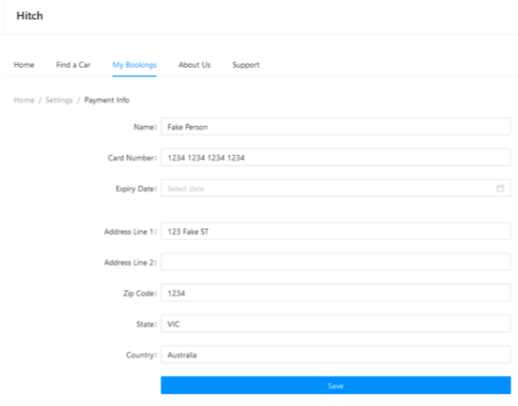 Hitch
Home Find a Car My Bookings About Us Support
Home / Settings / Payment Info
Name: Fake Person
Card Number: 1234 1234 1234 1234
Expiry Date: Select date
Address Line 1: 123 Fake ST
Address Line 2:
Zip Code: 1234
State: VIC
Country: Australia
Save